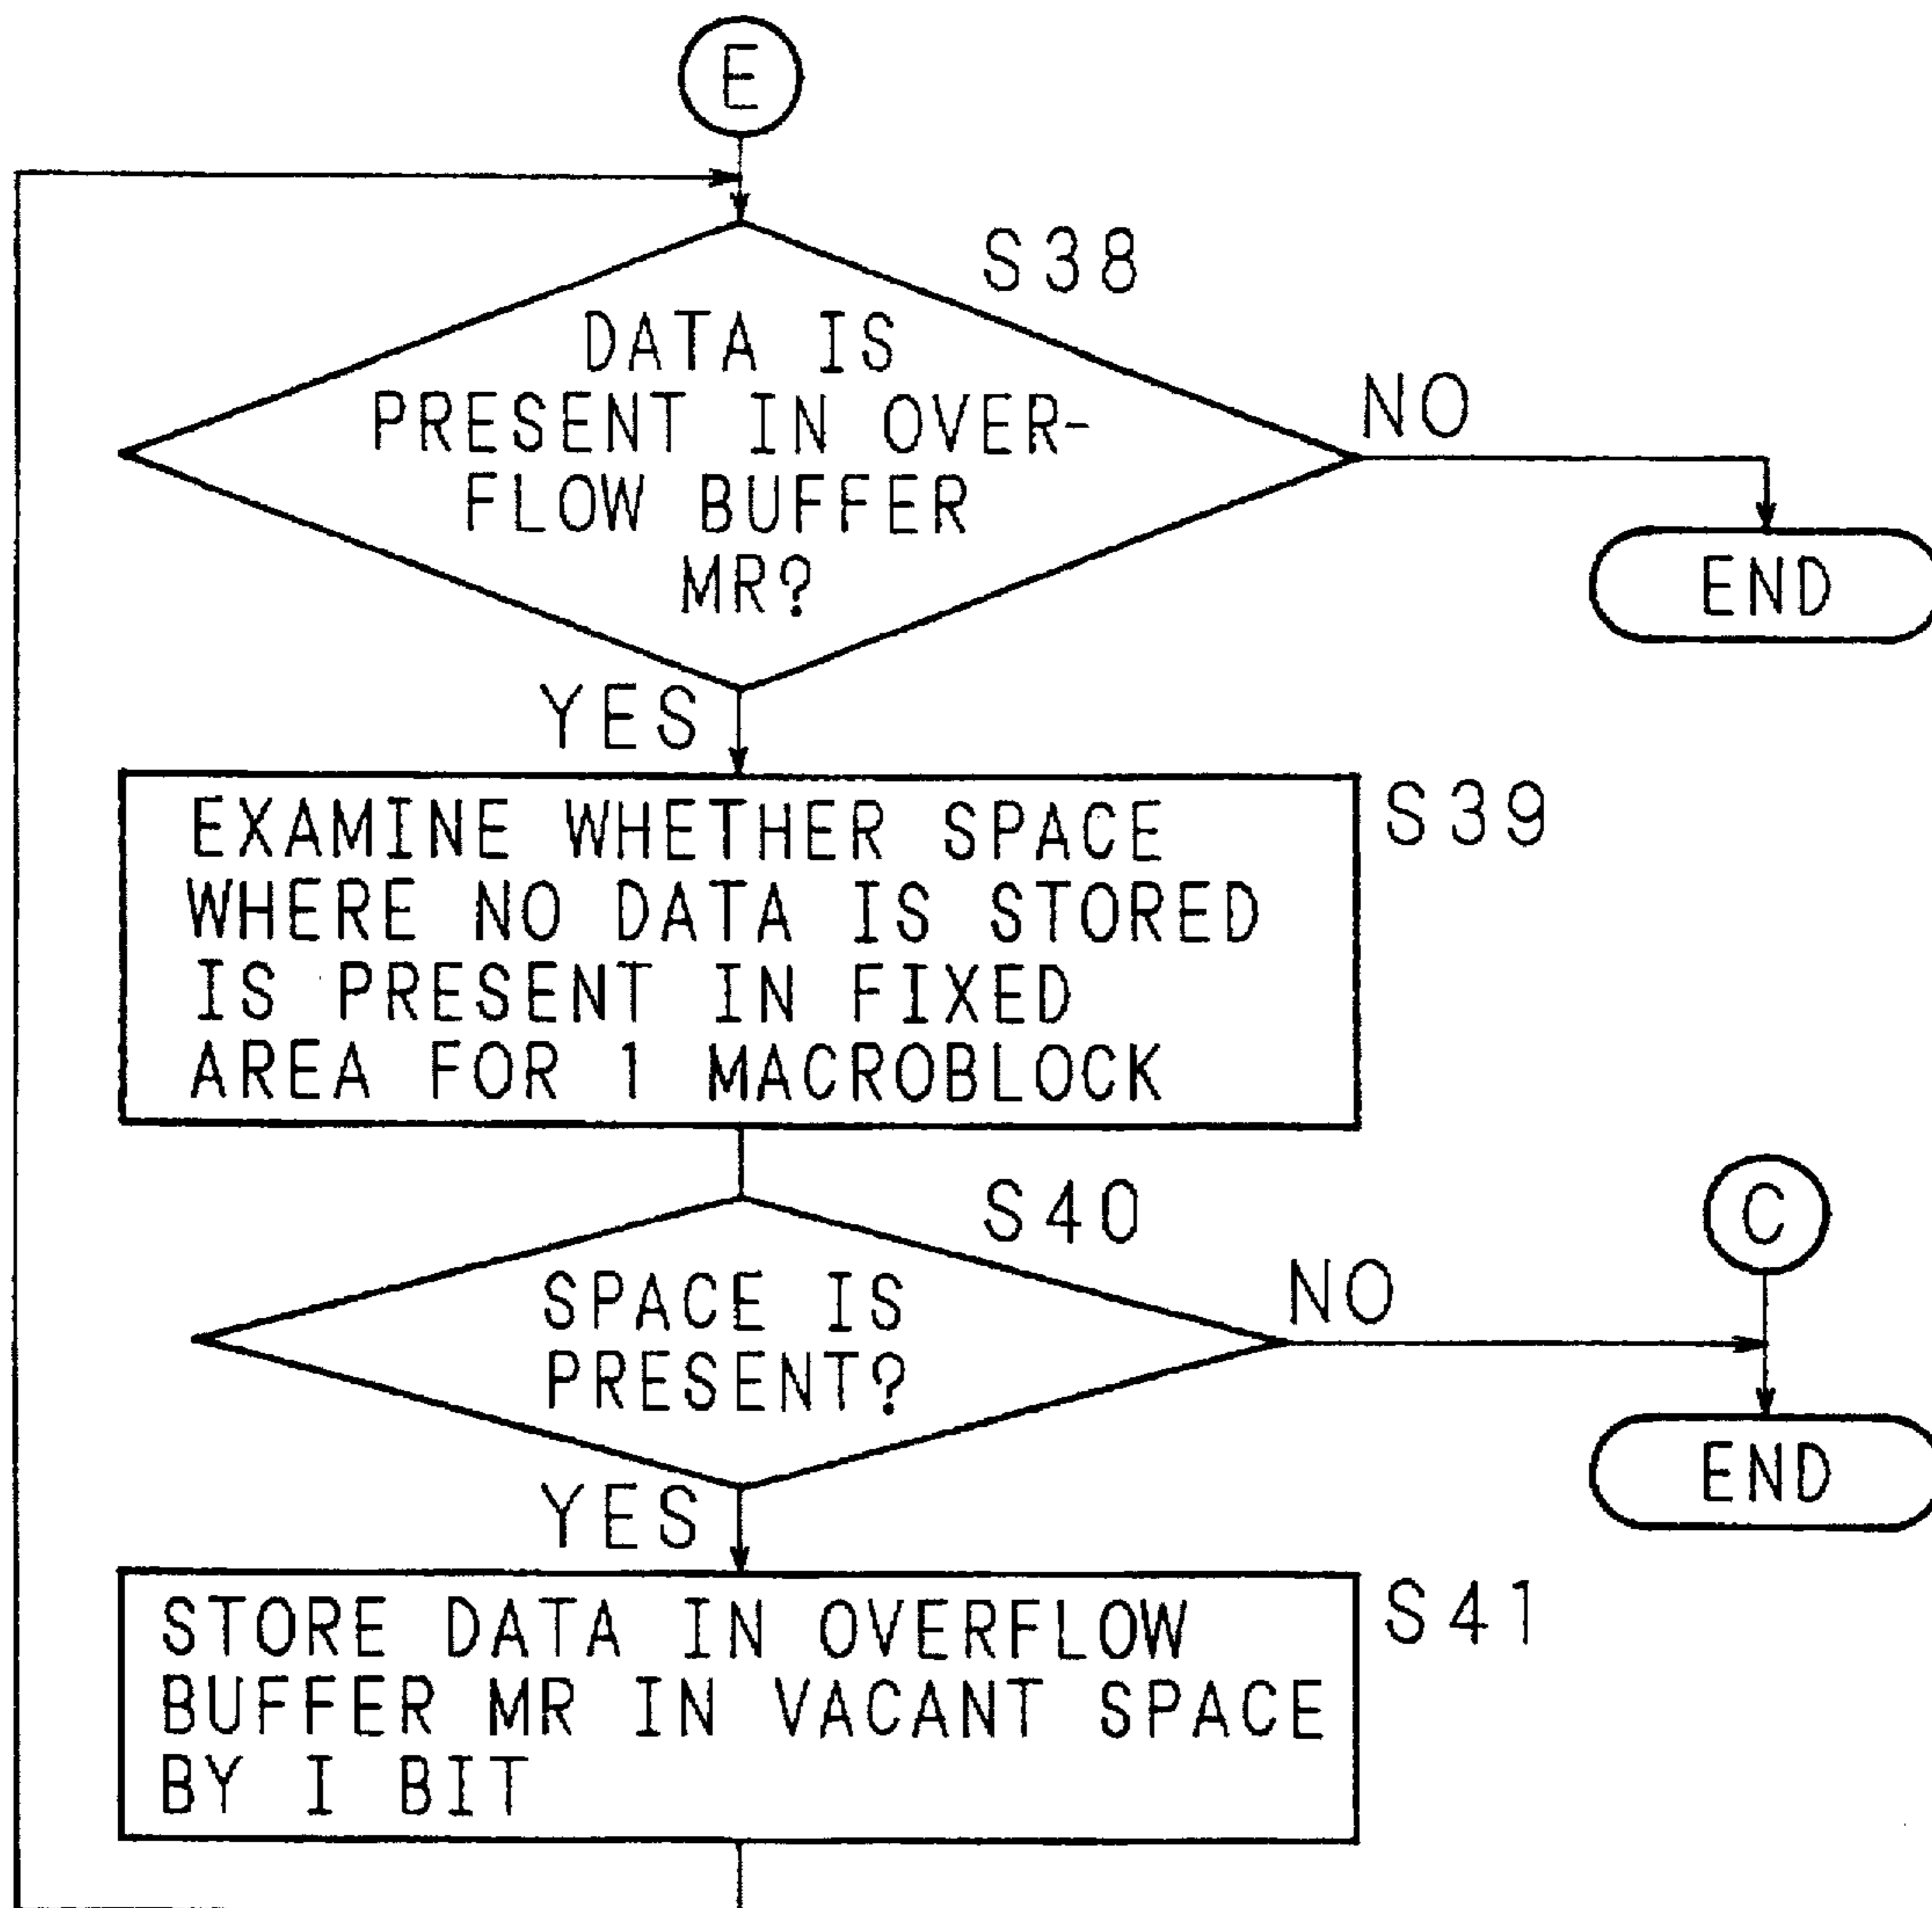 E
S38
DATA IS
PRESENT IN OVER-
FLOW BUFFER
MR?
NO
END
YES
EXAMINE WHETHER SPACE
WHERE NO DATA IS STORED
IS PRESENT IN FIXED
AREA FOR 1 MACROBLOCK
S39
S40
C
SPACE IS
PRESENT?
NO
END
YES
STORE DATA IN OVERFLOW
BUFFER MR IN VACANT SPACE
BY I BIT
S41